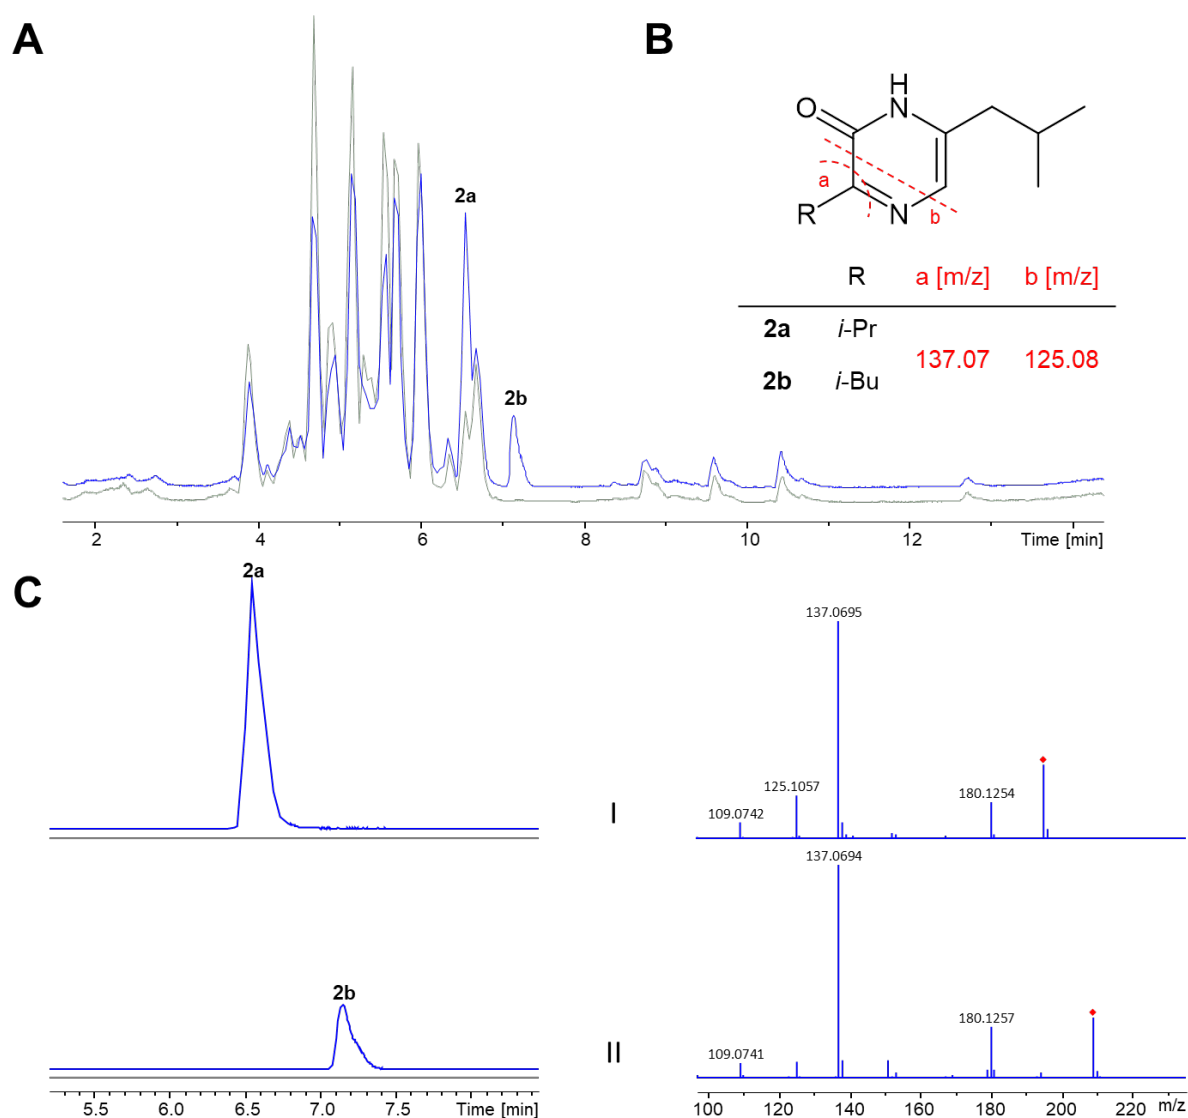 A
2a
2b
2 4 6 8 10 12 Time [min]
B
H
O N
a
R N b
R a [m/z] b [m/z]
2a i-Pr
137.07 125.08
2b i-Bu
C
2a
2b
5.5 6.0 6.5 7.0 7.5 Time [min]
I
137.0695
125.1057
180.1254
109.0742
II
137.0694
180.1257
109.0741
100 120 140 160 180 200 220 m/z